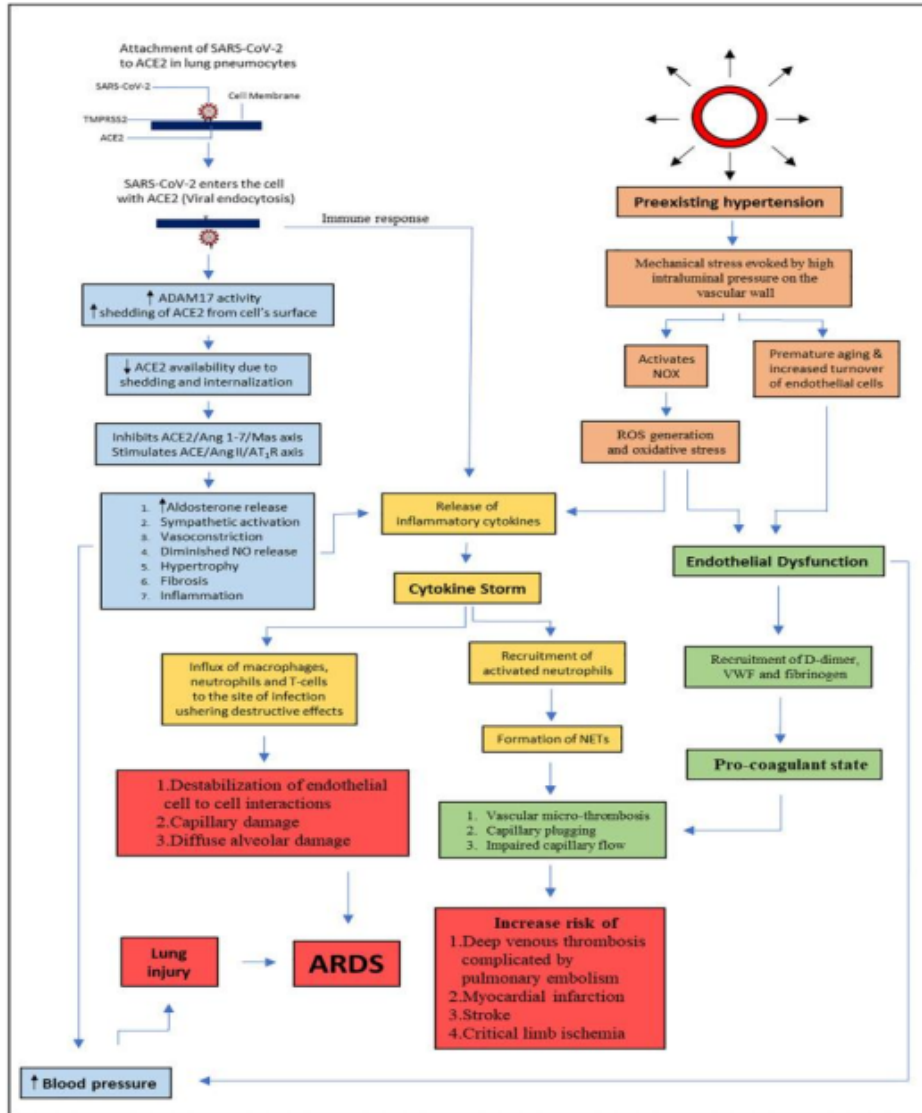 Attachment of SARS-CoV-2
to ACE2 in lung pneumocytes
SARS-CoV-2
Cell Membrane
TMPRSS2
ACE2
SARS-CoV-2 enters the cell
with ACE2 (Viral endocytosis)
Immune response
↑ ADAM17 activity
↑ shedding of ACE2 from cell's surface
↓ ACE2 availability due to
shedding and internalization
Inhibits ACE2/Ang 1-7/Mas axis
Stimulates ACE/Ang II/AT₁R axis
1. ↑Aldosterone release
2. Sympathetic activation
3. Vasoconstriction
4. Diminished NO release
5. Hypertrophy
6. Fibrosis
7. Inflammation
Preexisting hypertension
Mechanical stress evoked by high
intraluminal pressure on the
vascular wall
Activates
NOX
Premature aging &
increased turnover
of endothelial cells
ROS generation
and oxidative stress
Release of
inflammatory cytokines
Cytokine Storm
Endothelial Dysfunction
Influx of macrophages,
neutrophils and T-cells
to the site of infection
ushering destructive effects
Recruitment of
activated neutrophils
Recruitment of D-dimer,
VWF and fibrinogen
Formation of NETs
Pro-coagulant state
1.Destabilization of endothelial
cell to cell interactions
2.Capillary damage
3.Diffuse alveolar damage
1. Vascular micro-thrombosis
2. Capillary plugging
3. Impaired capillary flow
Lung
injury
ARDS
Increase risk of
1.Deep venous thrombosis
complicated by
pulmonary embolism
2.Myocardial infarction
3.Stroke
4.Critical limb ischemia
↑ Blood pressure